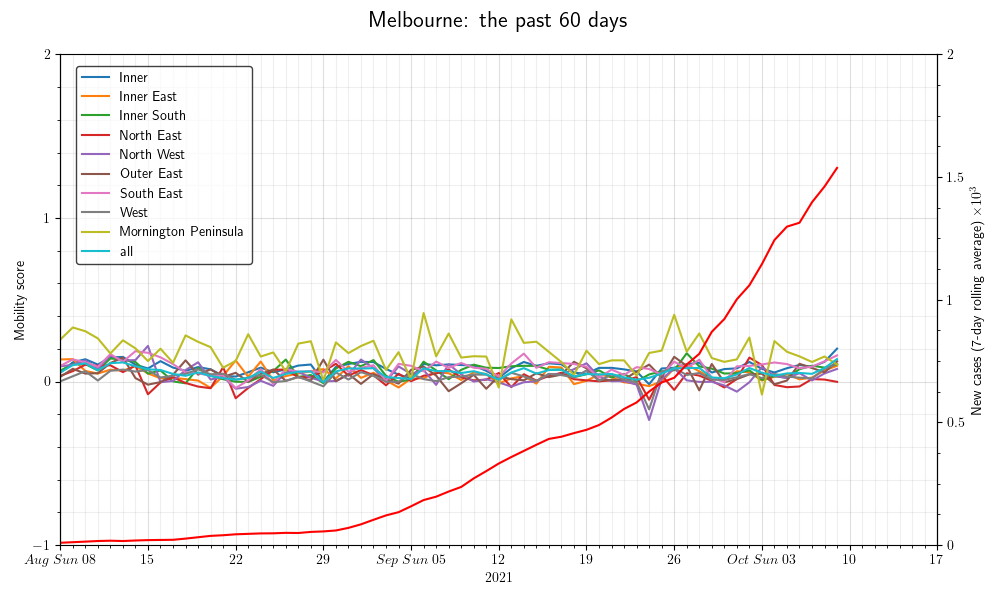 Melbourne: the past 60 days
2
1
0
−1
Mobility score
Inner
Inner East
Inner South
North East
North West
Outer East
South East
West
Mornington Peninsula
all
2
1.5
1
0.5
0
New cases (7-day rolling average) ×10³
Aug Sun 08 15 22 29 Sep Sun 05 12 19 26 Oct Sun 03 10 17
2021